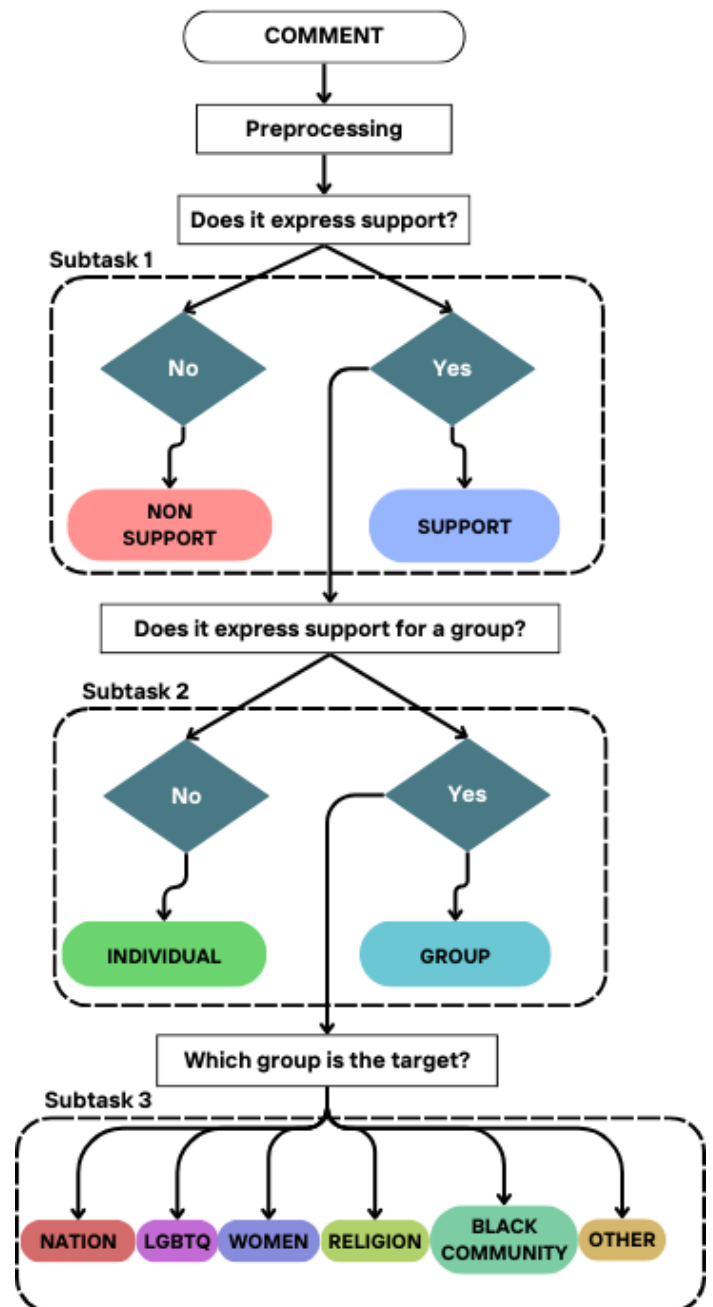 COMMENT
Preprocessing
Does it express support?
Subtask 1
No
Yes
NON
SUPPORT
SUPPORT
Does it express support for a group?
Subtask 2
No
Yes
INDIVIDUAL
GROUP
Which group is the target?
Subtask 3
NATION
LGBTQ
WOMEN
RELIGION
BLACK
COMMUNITY
OTHER